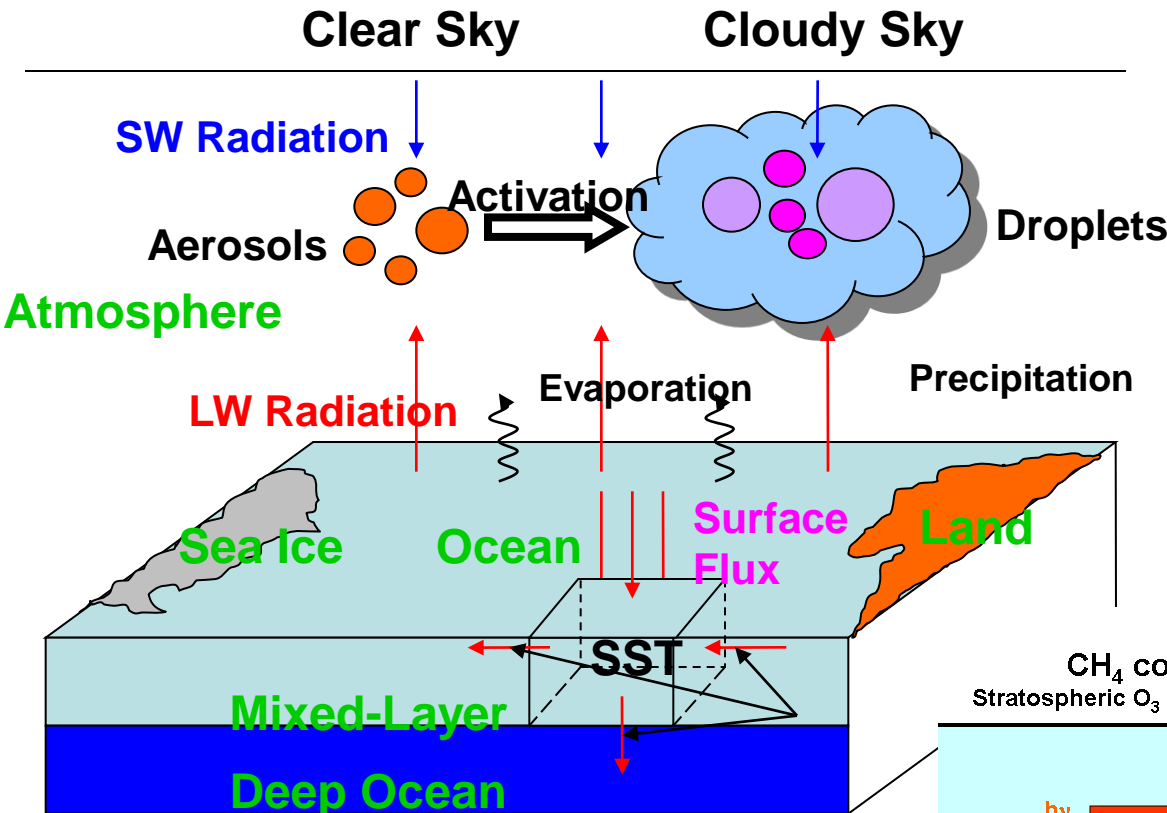 Clear Sky
Cloudy Sky
SW Radiation
Activation
Aerosols
Droplets
Atmosphere
Evaporation
Precipitation
LW Radiation
Surface
Flux
Sea Ice
Ocean
Land
SST
CH4 co
Stratospheric O3
Mixed-Layer
Deep Ocean
hν